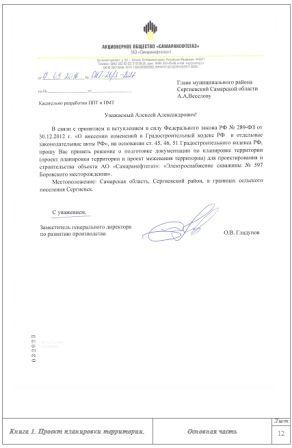 АКЦИОНЕРНОЕ ОБЩЕСТВО «САМАРАНЕФТЕГАЗ»
(АО «Самаранефтегаз»)
На №
Касательно разработки ППТ и ПМТ
Главе муниципального района
Сергиевский Самарской области
А.А.Веселову
Уважаемый Алексей Александрович!
В связи с принятием и вступлением в силу Федерального закона РФ № 289-ФЗ от
30.12.2012 г. «О внесении изменений в Градостроительный кодекс РФ и отдельные
законодательные акты РФ», на основании ст. 45, 46, 51 Градостроительного кодекса РФ,
прошу Вас принять решение о подготовке документации по планировке территории
(проект планировки территории и проект межевания территории) для проектирования и
строительства объекта АО «Самаранефтегаз»: «Электроснабжение скважины № 597
Боровского месторождения».
Местоположение: Самарская область, Сергиевский район, в границах сельского
поселения Сергиевск.
С уважением,
Заместитель генерального директора
по развитию производства
О.В. Гладунов
Книга 1. Проект планировки территории.
Основная часть
Лист
12